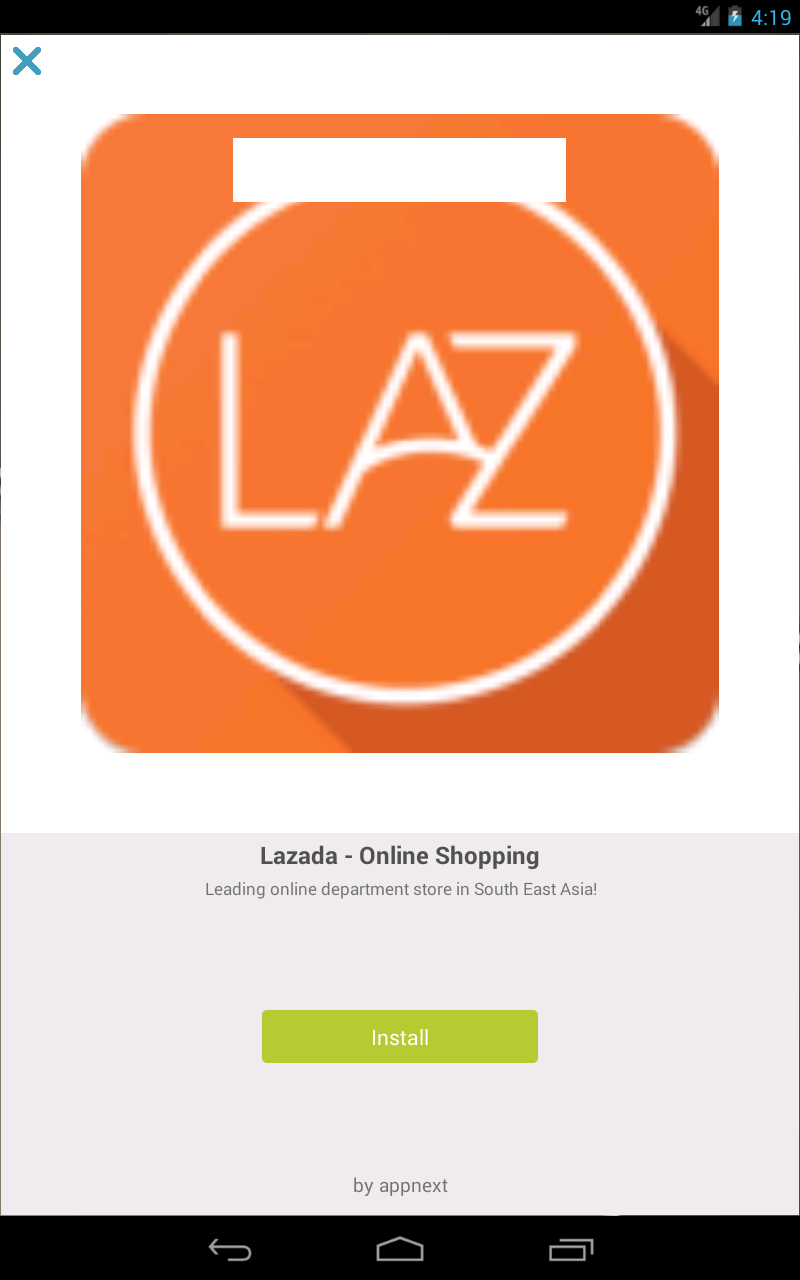 4G 4:19
LAZ
Lazada - Online Shopping
Leading online department store in South East Asia!
Install
by appnext